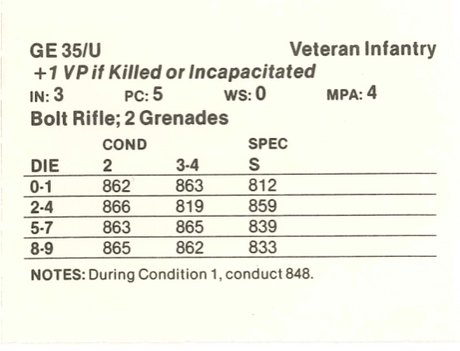 GE 35/U Veteran Infantry
+1 VP if Killed or Incapacitated
IN: 3 PC: 5 WS: 0 MPA: 4
Bolt Rifle; 2 Grenades
COND SPEC
DIE 2 3-4 S
0-1 862 863 812
2-4 866 819 859
5-7 863 865 839
8-9 865 862 833
NOTES: During Condition 1, conduct 848.